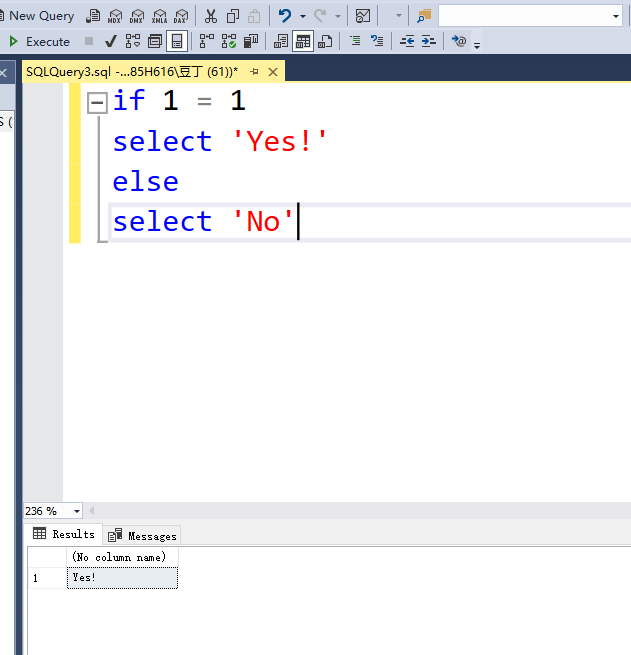 New Query MDX DMX XMLA DAX
Execute
SQLQuery3.sql -...85H616\豆丁 (61))*
if 1 = 1
select 'Yes!'
else
select 'No'
236 %
Results Messages
(No column name)
1 Yes!